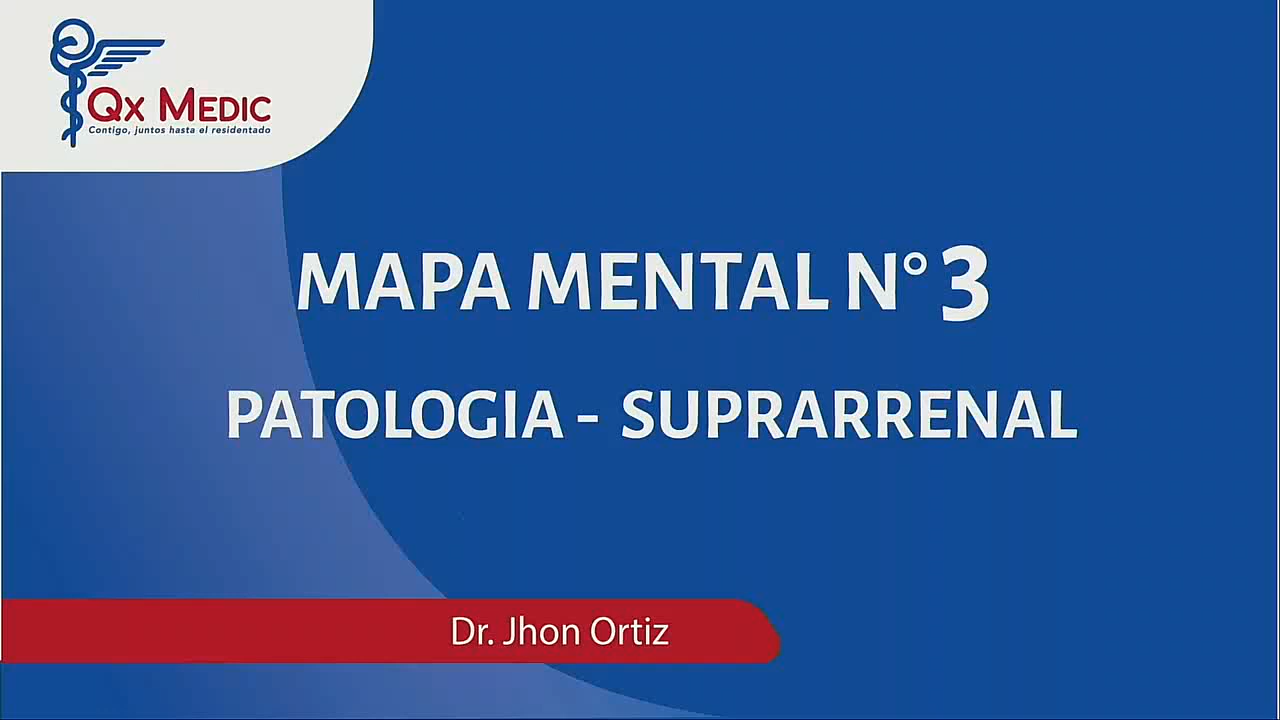 Qx MEDIC
Contigo, juntos hasta el residentado
MAPA MENTAL N° 3
PATOLOGIA - SUPRARRENAL
Dr. Jhon Ortiz